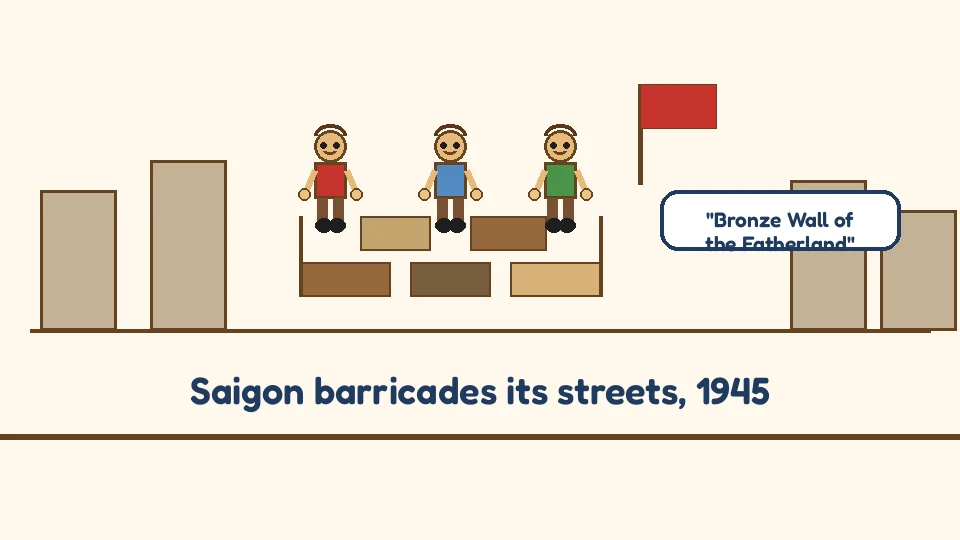 "Bronze Wall of
the Fatherland"
Saigon barricades its streets, 1945